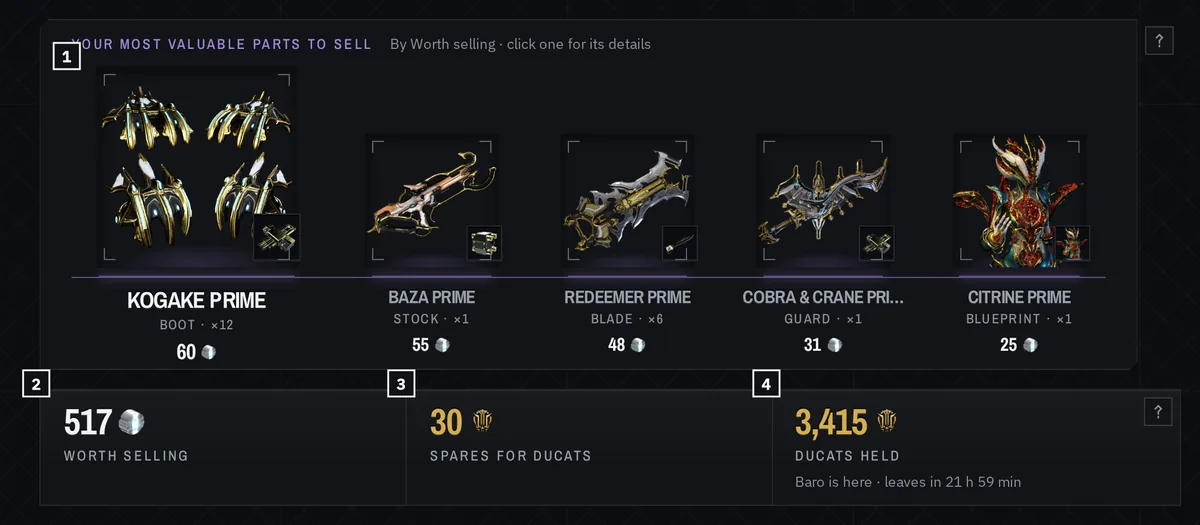 1
YOUR MOST VALUABLE PARTS TO SELL By Worth selling · click one for its details
?
KOGAKE PRIME
BOOT · ×12
60
BAZA PRIME
STOCK · ×1
55
REDEEMER PRIME
BLADE · ×6
48
COBRA & CRANE PRI...
GUARD · ×1
31
CITRINE PRIME
BLUEPRINT · ×1
25
2
517
WORTH SELLING
3
30
SPARES FOR DUCATS
4
3,415
DUCATS HELD
Baro is here · leaves in 21 h 59 min
?